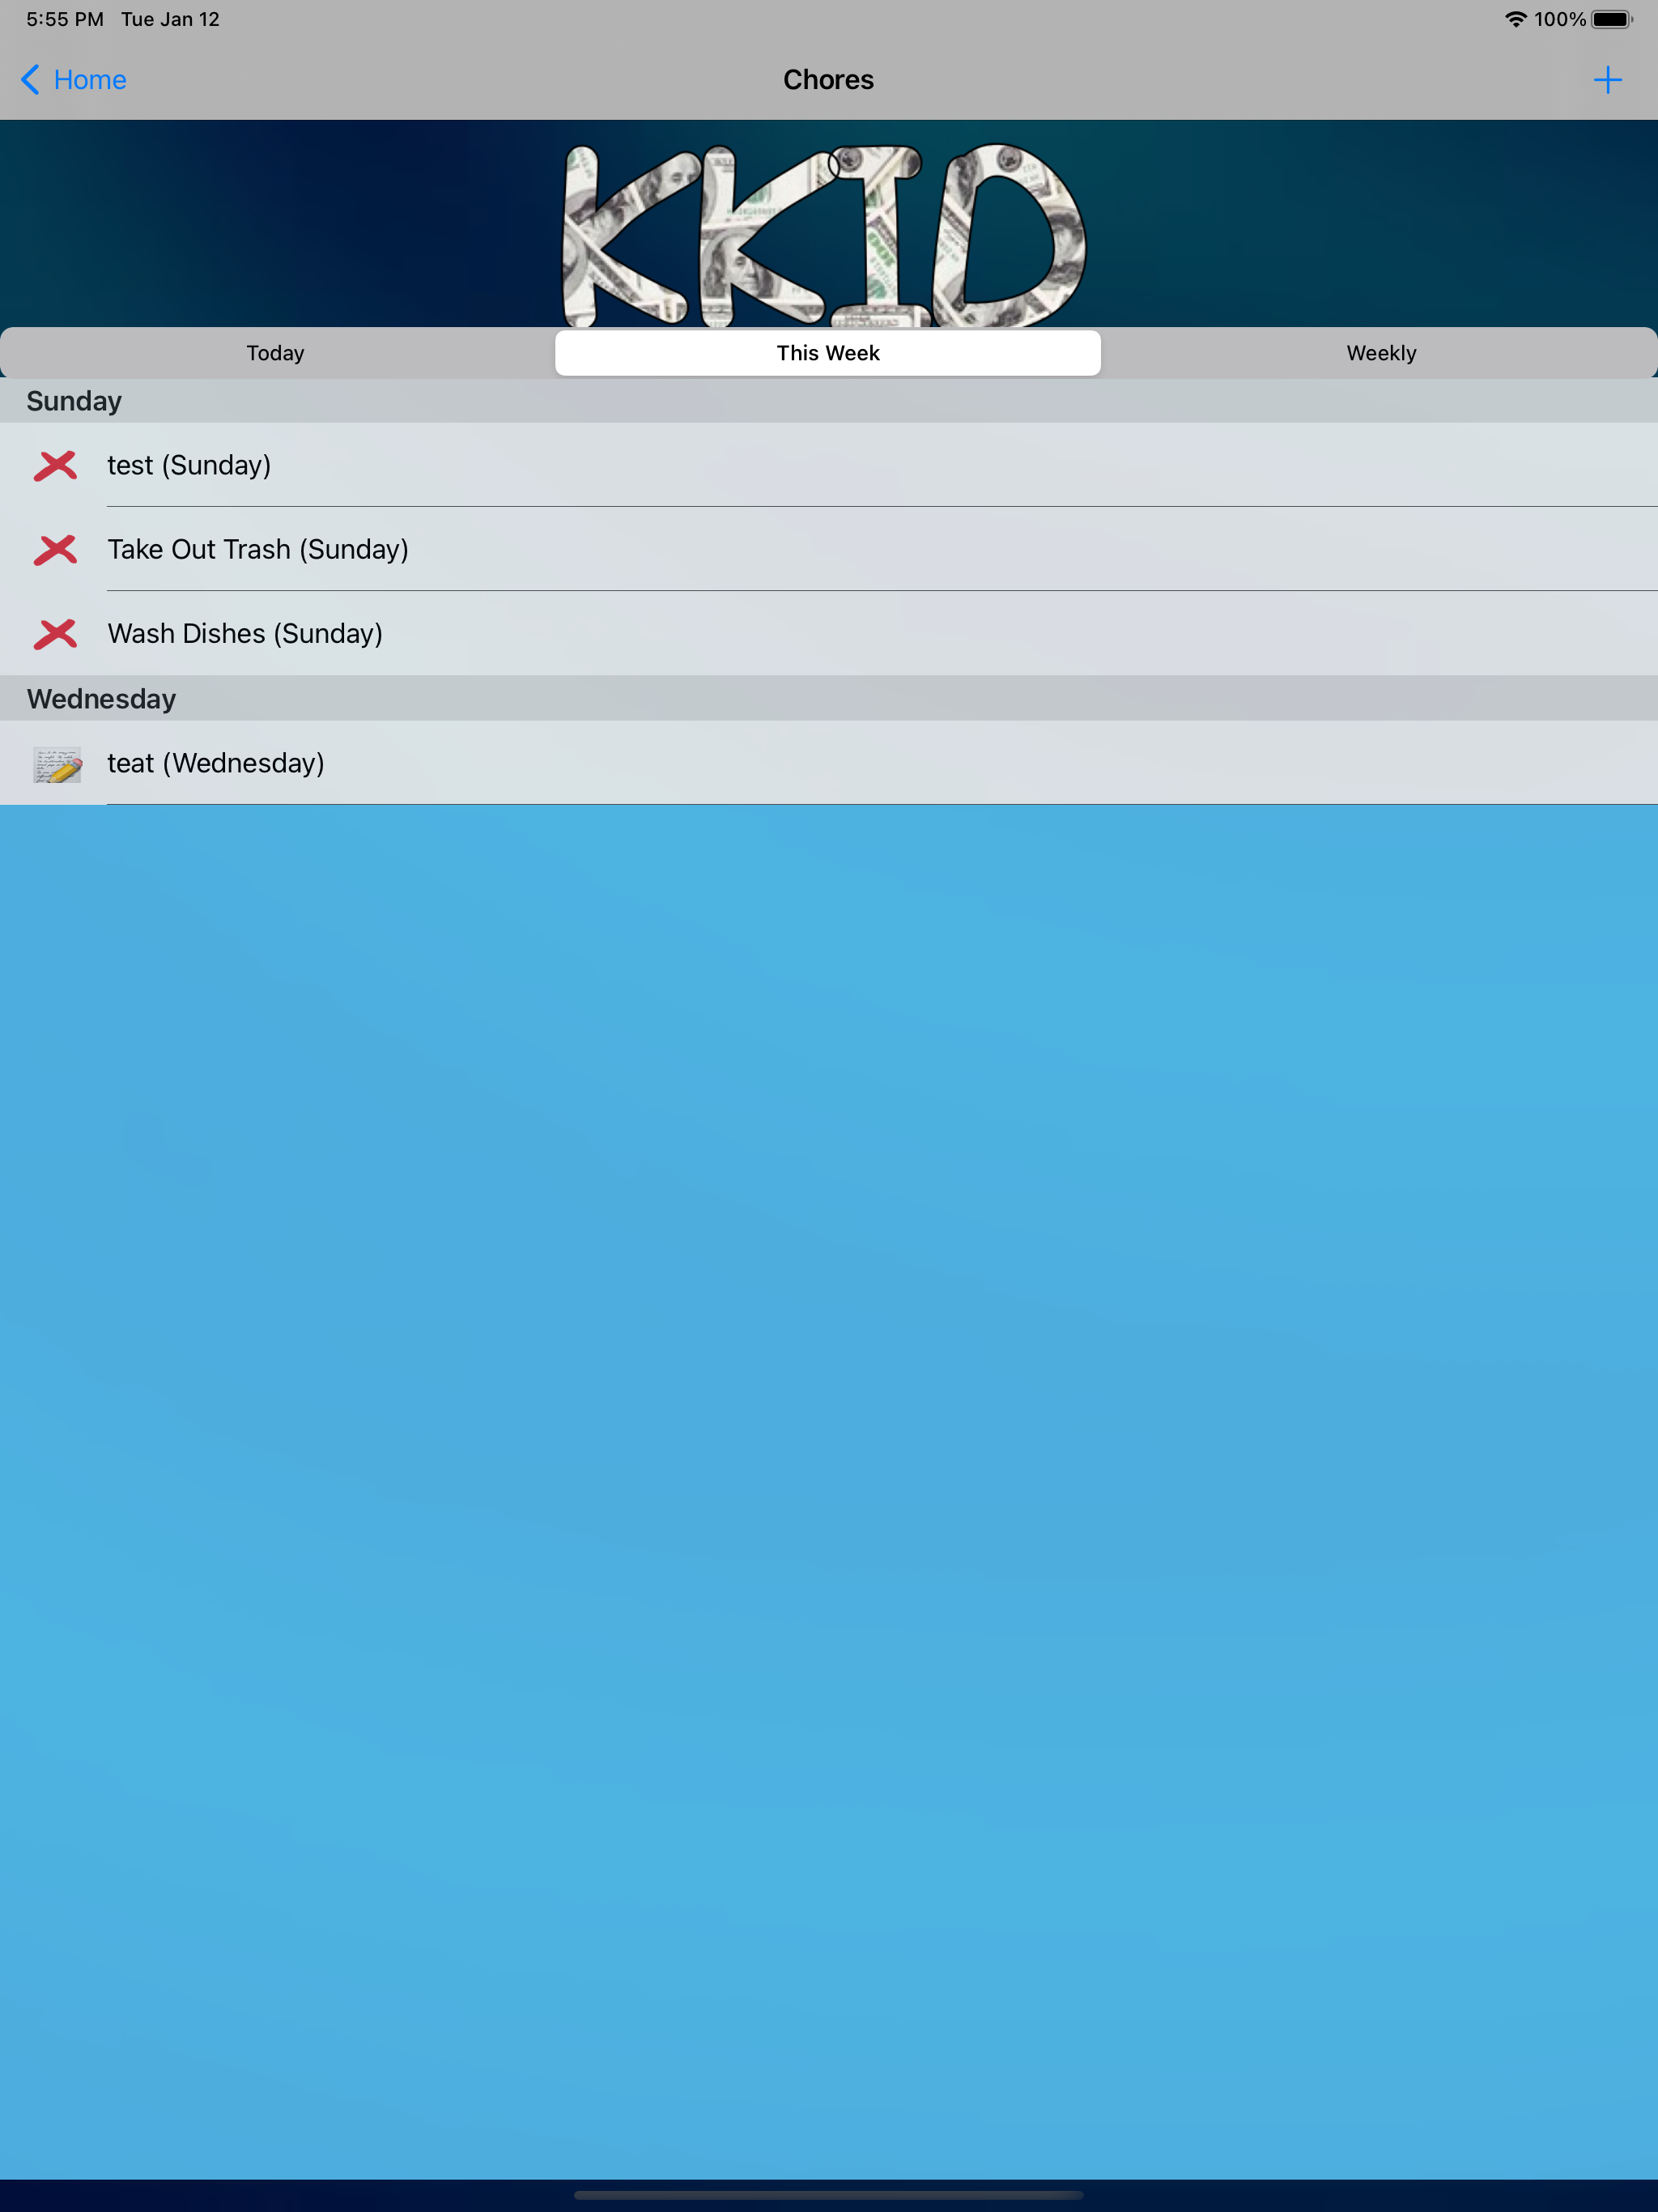 5:55 PM Tue Jan 12 100%
Home Chores
KKID
Today This Week Weekly
Sunday
test (Sunday)
Take Out Trash (Sunday)
Wash Dishes (Sunday)
Wednesday
teat (Wednesday)